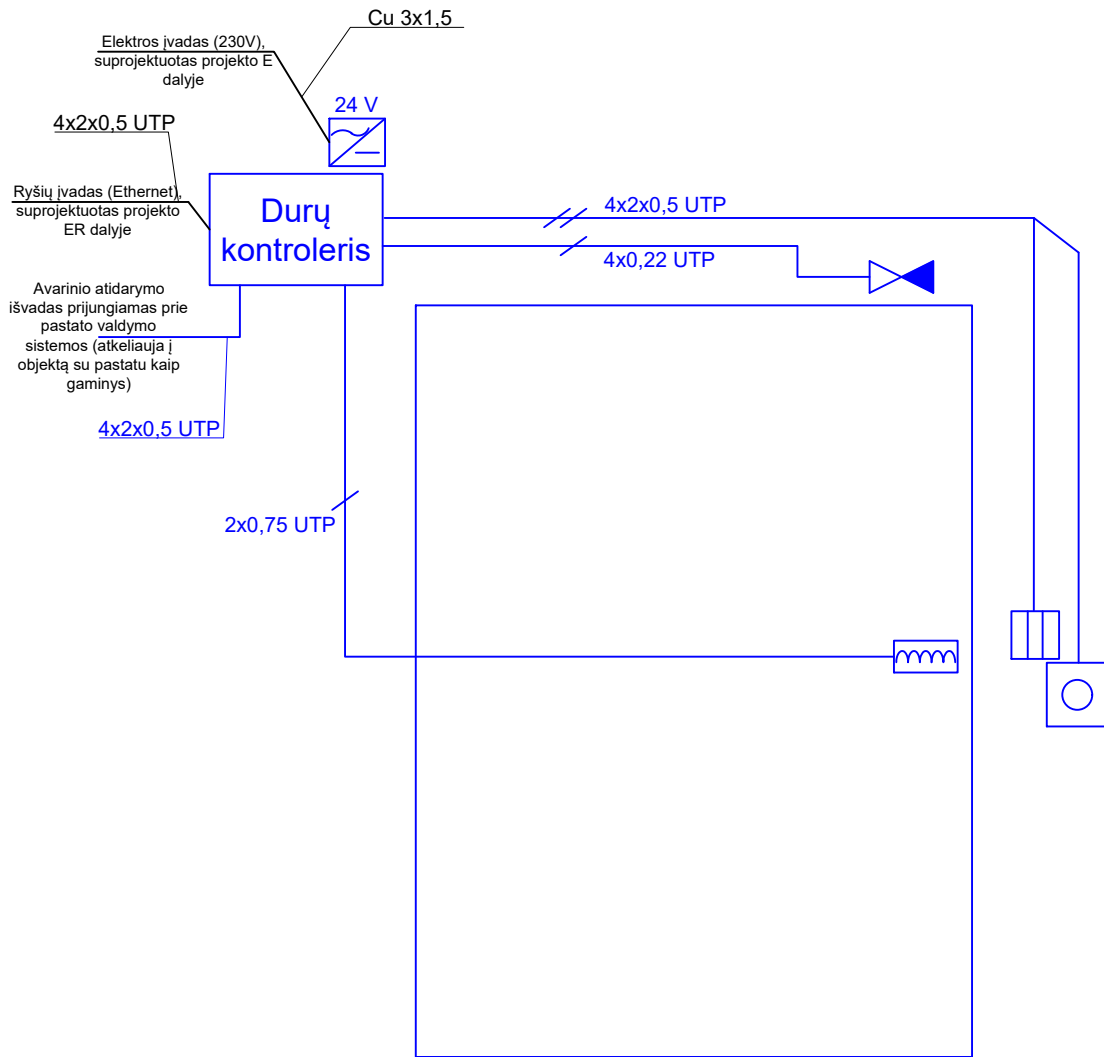 Cu 3x1,5
Elektros įvadas (230V),
suprojektuotas projekto E
dalyje
24 V
4x2x0,5 UTP
Ryšių įvadas (Ethernet),
suprojektuotas projekto
ER dalyje
Durų
kontroleris
4x2x0,5 UTP
4x0,22 UTP
Avarinio atidarymo
išvadas prijungiamas prie
pastato valdymo
sistemos (atkeliauja į
objektą su pastatu kaip
gaminys)
4x2x0,5 UTP
2x0,75 UTP